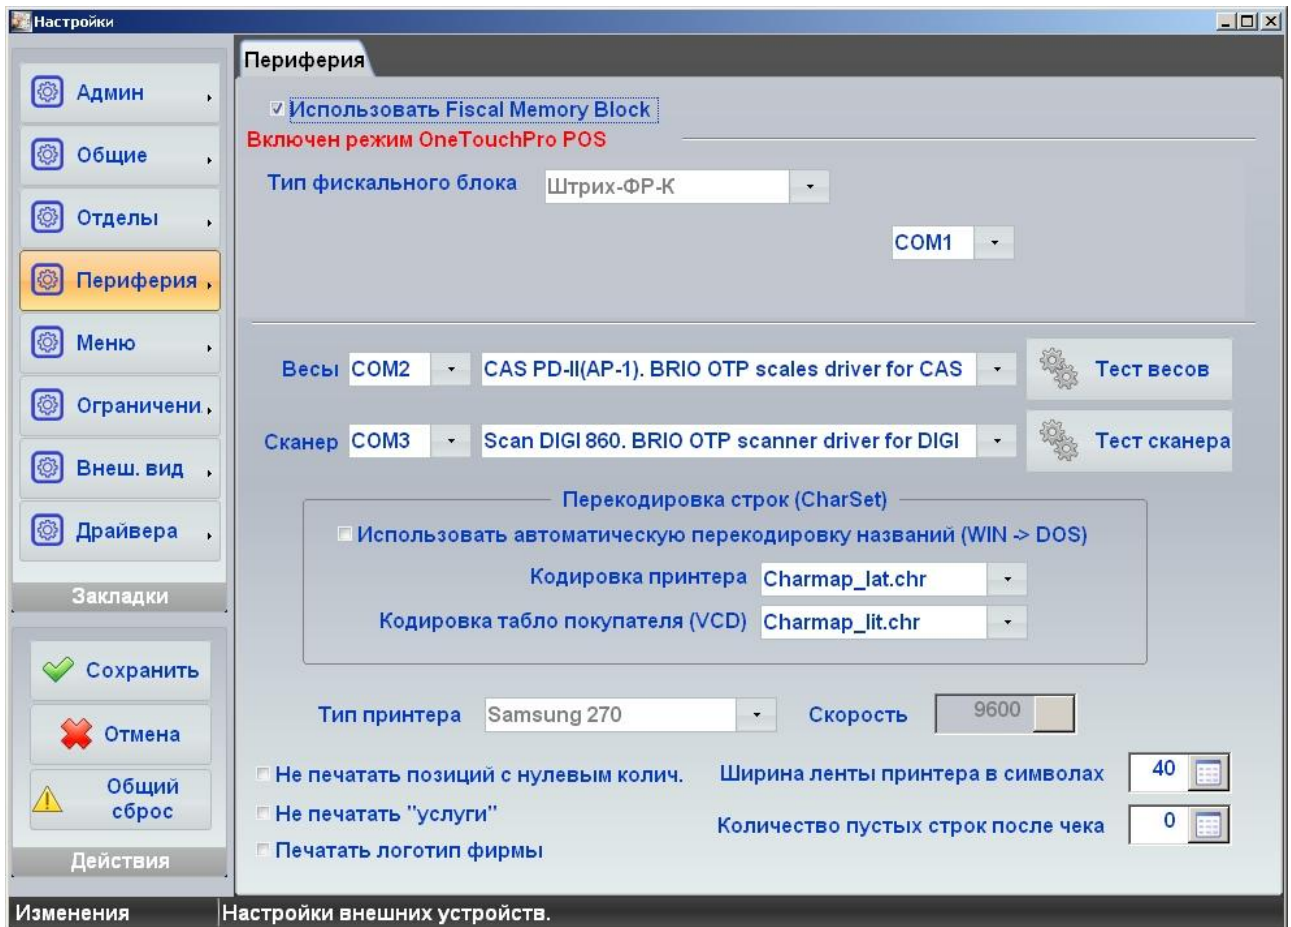 Настройки
Админ
Общие
Отделы
Периферия
Меню
Ограничени
Внеш. вид
Драйвера
Закладки
Сохранить
Отмена
Общий
сброс
Действия
Периферия
Использовать Fiscal Memory Block
Включен режим OneTouchPro POS
Тип фискального блока Штрих-ФР-К
COM1
Весы COM2 CAS PD-II(AP-1). BRIO OTP scales driver for CAS Тест весов
Сканер COM3 Scan DIGI 860. BRIO OTP scanner driver for DIGI Тест сканера
Перекодировка строк (CharSet)
Использовать автоматическую перекодировку названий (WIN -> DOS)
Кодировка принтера Charmap_lat.chr
Кодировка табло покупателя (VCD) Charmap_lit.chr
Тип принтера Samsung 270 Скорость 9600
Не печатать позиций с нулевым колич. Ширина ленты принтера в символах 40
Не печатать "услуги"
Количество пустых строк после чека 0
Печатать логотип фирмы
Изменения Настройки внешних устройств.